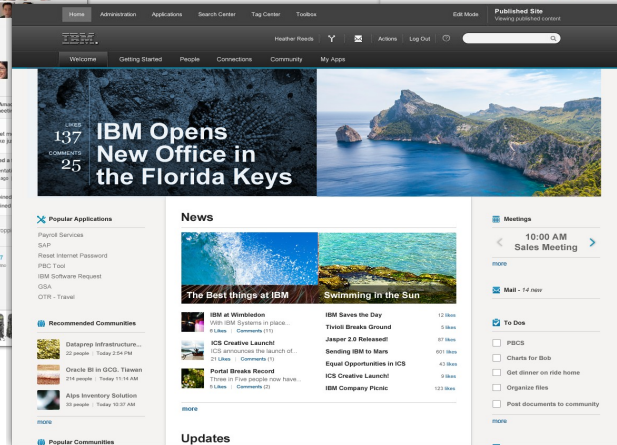 Home Administration Applications Search Center Tag Center Toolbox Edit Mode Published Site
Viewing published content
IBM
Heather Reeds Actions Log Out
Welcome Getting Started People Connections Community My Apps
LIKES
137
COMMENTS
25
IBM Opens
New Office in
the Florida Keys
Popular Applications
Payroll Services
SAP
Reset Internet Password
PBC Tool
IBM Software Request
GSA
OTR - Travel
Recommended Communities
Dataprep Infrastructure...
22 people | Today 2:54 PM
Oracle BI in GCG. Tiawan
214 people | Today 11:14 AM
Alps Inventory Solution
33 people | Today 10:37 AM
more
Popular Communities
News
The Best things at IBM
Swimming in the Sun
IBM at Wimbledon
With IBM Systems in place...
8 Likes | Comments (11)
ICS Creative Launch!
ICS announces the launch of...
21 Likes | Comments (1)
Portal Breaks Record
Three in Five people now have...
5 Likes | Comments (2)
IBM Saves the Day 12 likes
Tivoli Breaks Ground 5 likes
Jasper 2.0 Released! 87 likes
Sending IBM to Mars 601 likes
Equal Opportunities in ICS 43 likes
ICS Creative Launch! 9 likes
IBM Company Picnic 123 likes
more
Updates
Meetings
10:00 AM
Sales Meeting
more
Mail - 14 new
To Dos
PBCS
Charts for Bob
Get dinner on ride home
Organize files
Post documents to community
more